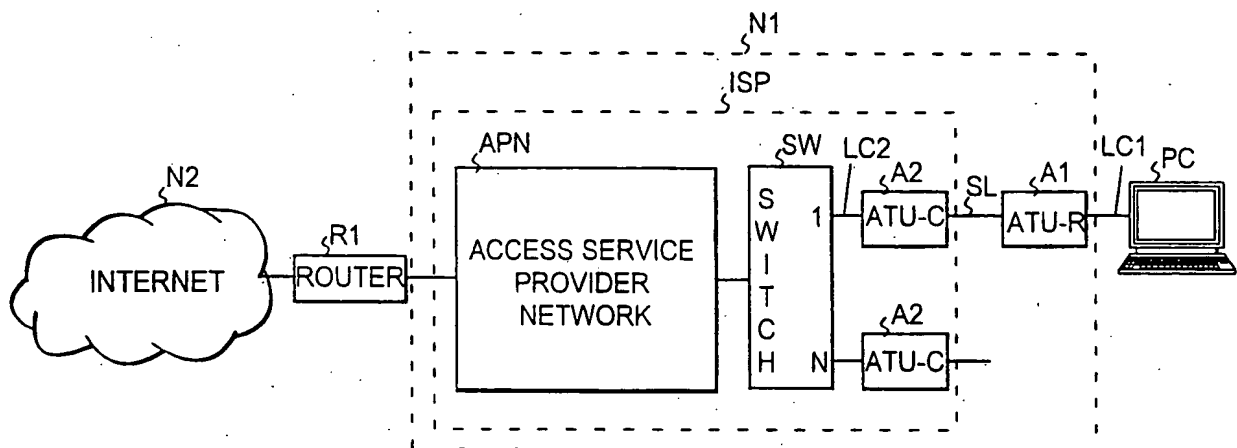 N1
ISP
APN
SW
LC2
A2
SL
A1
LC1
PC
N2
R1
INTERNET
ROUTER
ACCESS SERVICE
PROVIDER
NETWORK
SWITCH
1
N
ATU-C
ATU-R
A2
ATU-C